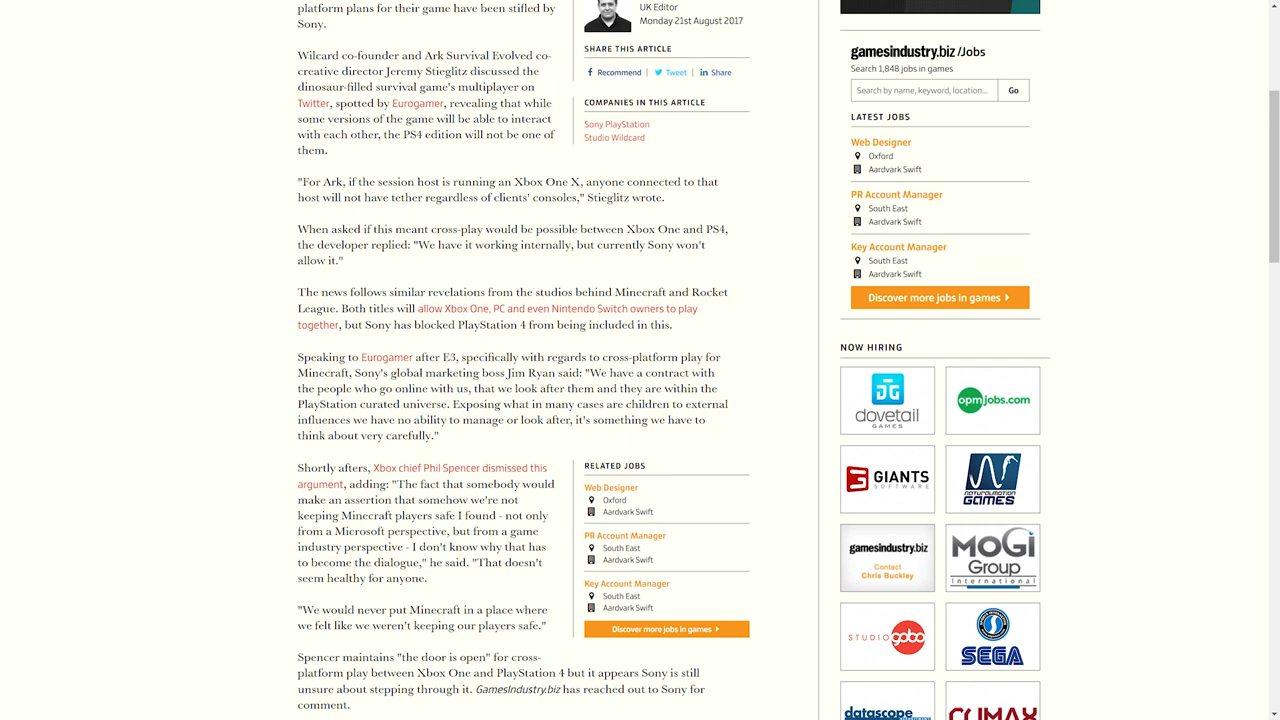 platform plans for their game have been stifled by
Sony.
Wilcard co-founder and Ark Survival Evolved co-
creative director Jeremy Stieglitz discussed the
dinosaur-filled survival game's multiplayer on
Twitter, spotted by Eurogamer, revealing that while
some versions of the game will be able to interact
with each other, the PS4 edition will not be one of
them.
"For Ark, if the session host is running an Xbox One X, anyone connected to that
host will not have tether regardless of clients' consoles," Stieglitz wrote.
When asked if this meant cross-play would be possible between Xbox One and PS4,
the developer replied: "We have it working internally, but currently Sony won't
allow it."
The news follows similar revelations from the studios behind Minecraft and Rocket
League. Both titles will allow Xbox One, PC and even Nintendo Switch owners to play
together, but Sony has blocked PlayStation 4 from being included in this.
Speaking to Eurogamer after E3, specifically with regards to cross-platform play for
Minecraft, Sony's global marketing boss Jim Ryan said: "We have a contract with
the people who go online with us, that we look after them and they are within the
PlayStation curated universe. Exposing what in many cases are children to external
influences we have no ability to manage or look after, it's something we have to
think about very carefully."
Shortly afters, Xbox chief Phil Spencer dismissed this
argument, adding: "The fact that somebody would
make an assertion that somehow we're not
keeping Minecraft players safe I found - not only
from a Microsoft perspective, but from a game
industry perspective - I don't know why that has
to become the dialogue," he said. "That doesn't
seem healthy for anyone.
"We would never put Minecraft in a place where
we felt like we weren't keeping our players safe."
Spencer maintains "the door is open" for cross-
platform play between Xbox One and PlayStation 4 but it appears Sony is still
unsure about stepping through it. GamesIndustry.biz has reached out to Sony for
comment.
UK Editor
Monday 21st August 2017
SHARE THIS ARTICLE
Recommend | Tweet | Share
COMPANIES IN THIS ARTICLE
Sony PlayStation
Studio Wildcard
RELATED JOBS
Web Designer
Oxford
Aardvark Swift
PR Account Manager
South East
Aardvark Swift
Key Account Manager
South East
Aardvark Swift
Discover more jobs in games
gamesindustry.biz /Jobs
Search 1,848 jobs in games
Search by name, keyword, location... Go
LATEST JOBS
Web Designer
Oxford
Aardvark Swift
PR Account Manager
South East
Aardvark Swift
Key Account Manager
South East
Aardvark Swift
Discover more jobs in games
NOW HIRING
dovetail
GAMES
opmjobs.com
GIANTS
SOFTWARE
NATURALMOTION
GAMES
gamesindustry.biz
Contact
Chris Buckley
MOGi
Group
International
STUDIO gobo
SEGA
datascope
CLIMAX